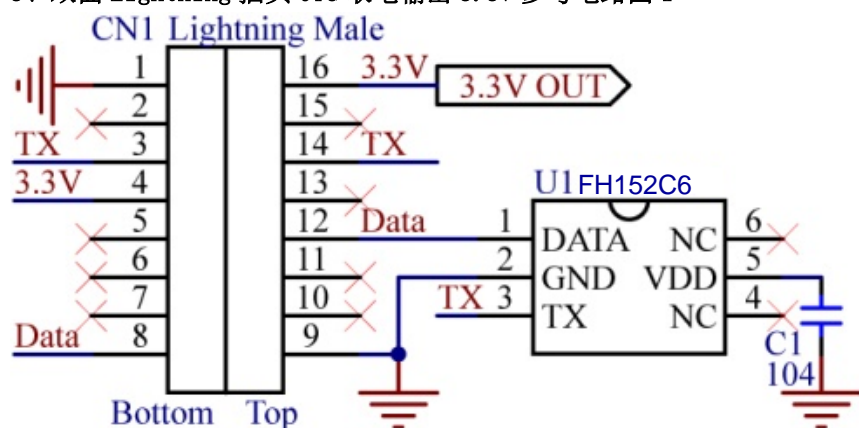 CN1 Lightning Male
1
16
3.3V
3.3V OUT
2
15
TX
3
14
TX
3.3V
4
13
U1 FH152C6
5
12
Data
1
DATA
NC
6
6
11
2
GND
VDD
5
7
10
TX
3
TX
NC
4
Data
8
9
C1
104
Bottom
Top